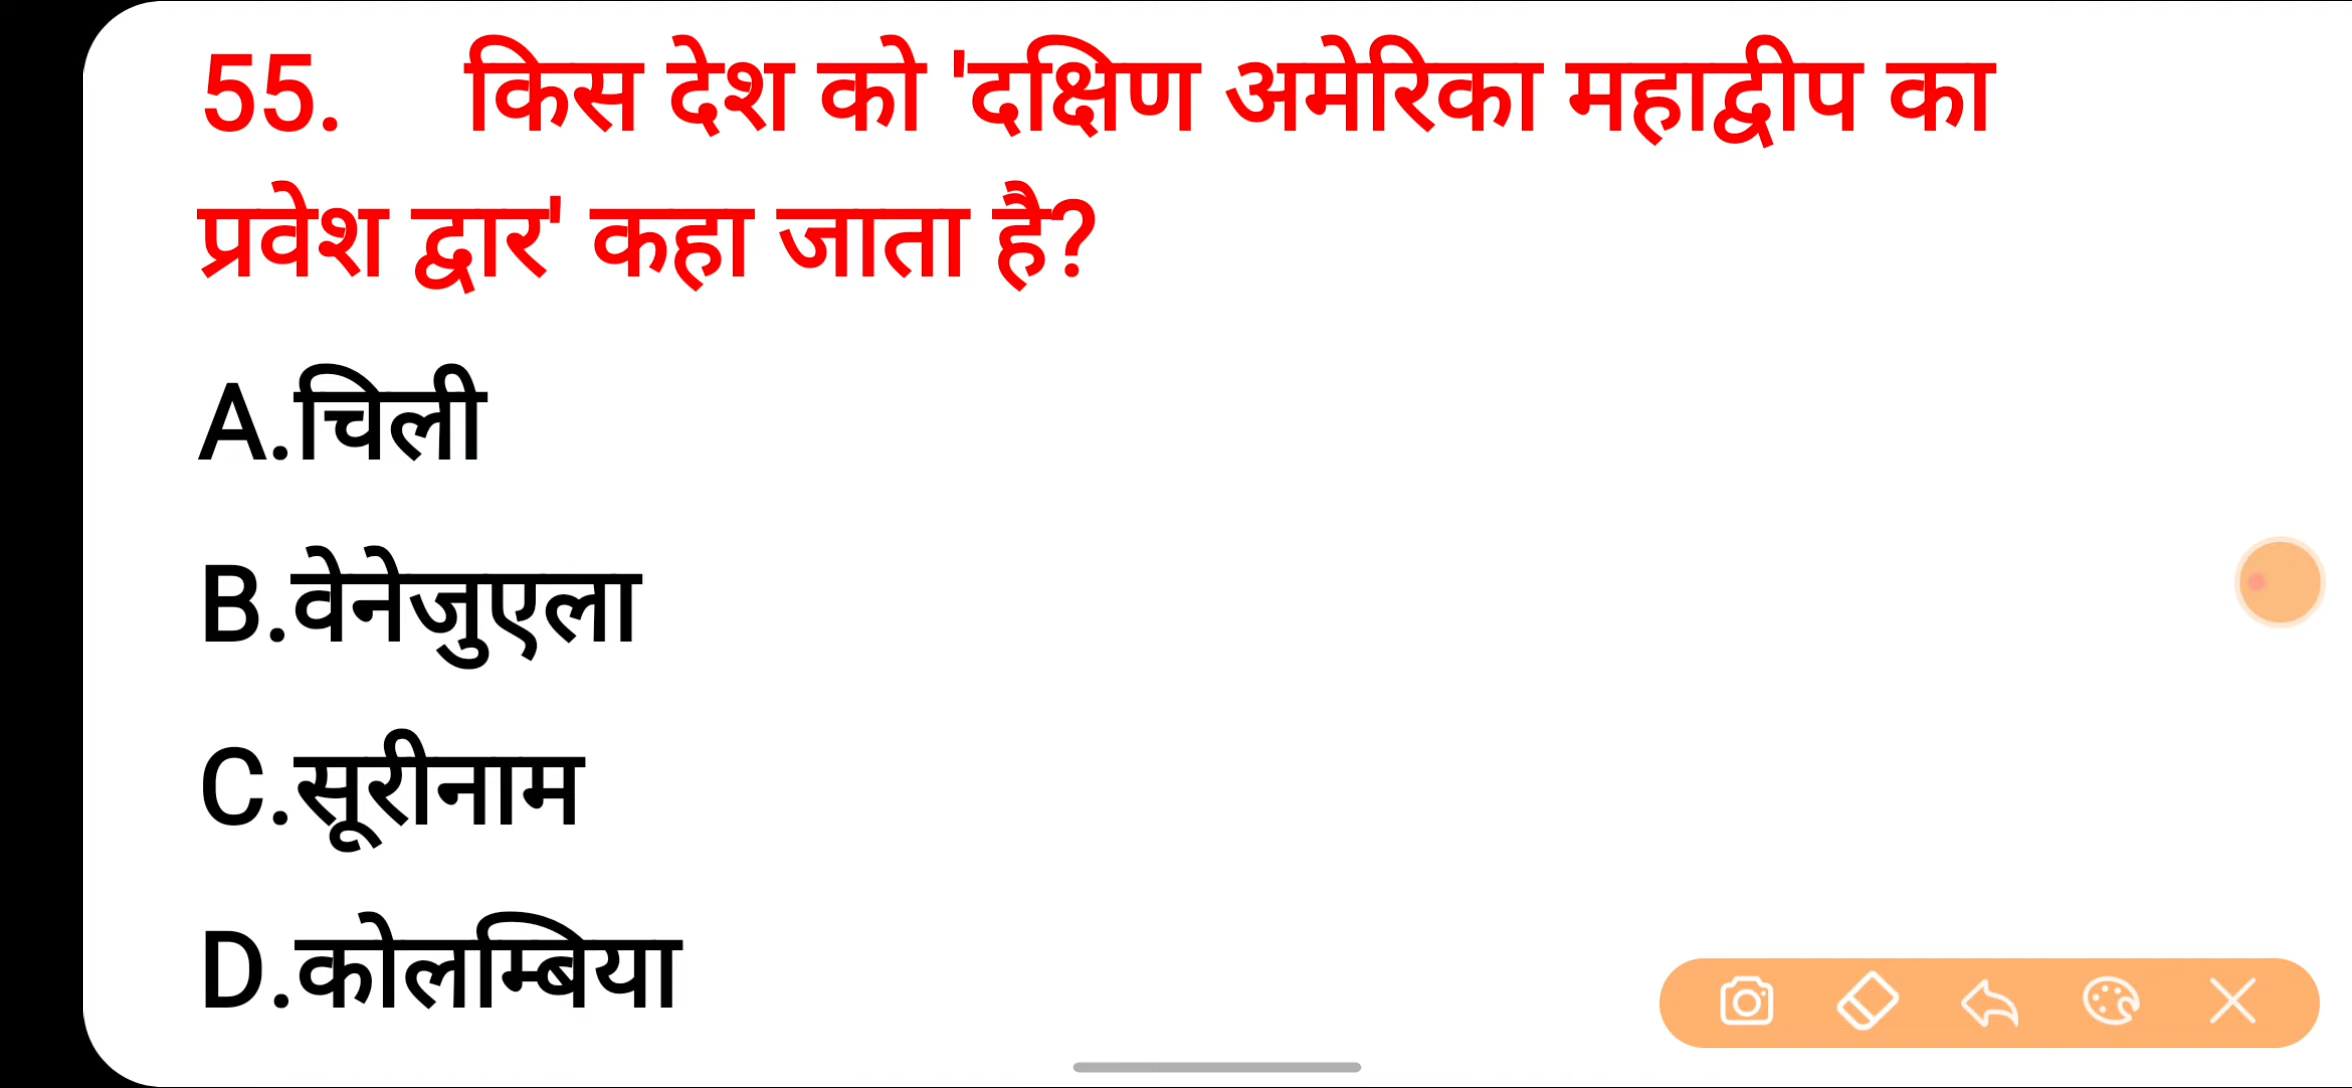 55. किस देश को 'दक्षिण अमेरिका महाद्वीप का
प्रवेश द्वार' कहा जाता है?
A.चिली
B.वेनेजुएला
C.सूरीनाम
D.कोलम्बिया